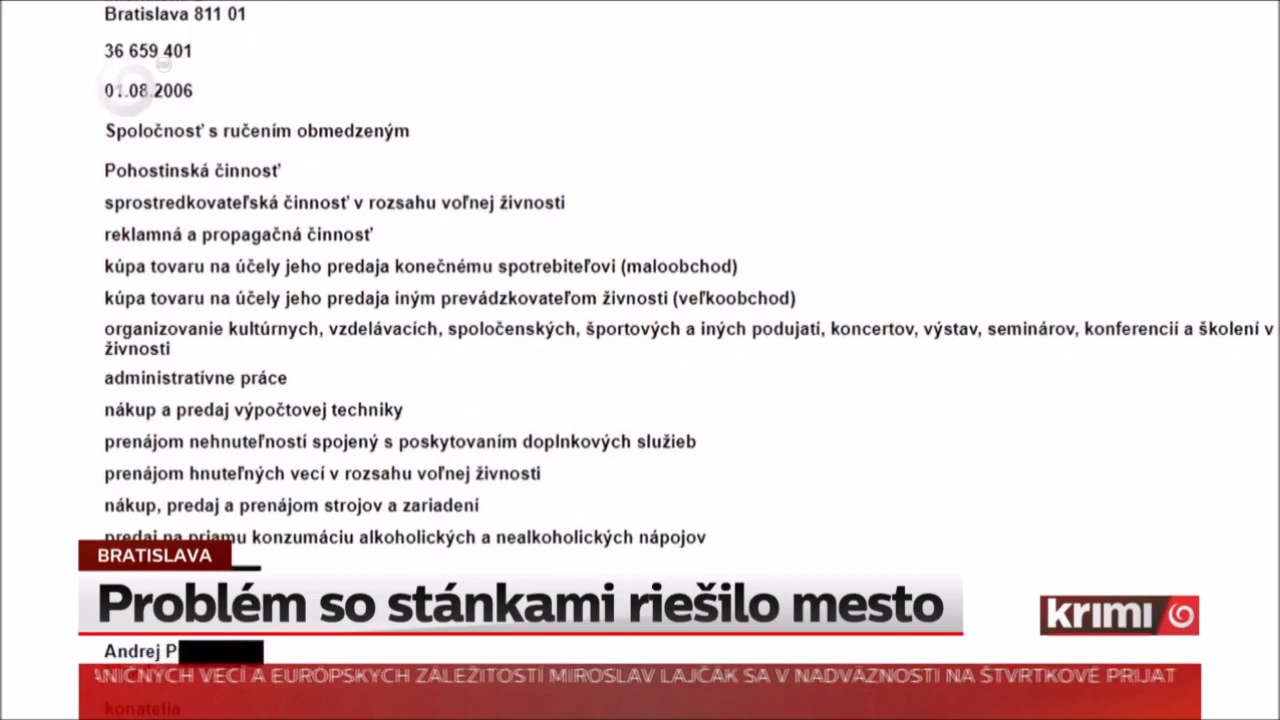 Bratislava 811 01
36 659 401
01.08.2006
Spoločnosť s ručením obmedzeným
Pohostinská činnosť
sprostredkovateľská činnosť v rozsahu voľnej živnosti
reklamná a propagačná činnosť
kúpa tovaru na účely jeho predaja konečnému spotrebiteľovi (maloobchod)
kúpa tovaru na účely jeho predaja iným prevádzkovateľom živnosti (veľkoobchod)
organizovanie kultúrnych, vzdelávacích, spoločenských, športových a iných podujatí, koncertov, výstav, seminárov, konferencií a školení v
živnosti
administratívne práce
nákup a predaj výpočtovej techniky
prenájom nehnuteľností spojený s poskytovaním doplnkových služieb
prenájom hnuteľných vecí v rozsahu voľnej živnosti
nákup, predaj a prenájom strojov a zariadení
predaj na priamu konzumáciu alkoholických a nealkoholických nápojov
BRATISLAVA
Problém so stánkami riešilo mesto
krimi
Andrej P
ANIČNÝCH VECÍ A EURÓPSKYCH ZÁLEŽITOSTÍ MIROSLAV LAJČÁK SA V NADVÄZNOSTI NA ŠTVRTKOVÉ PRIJAT
konatelia